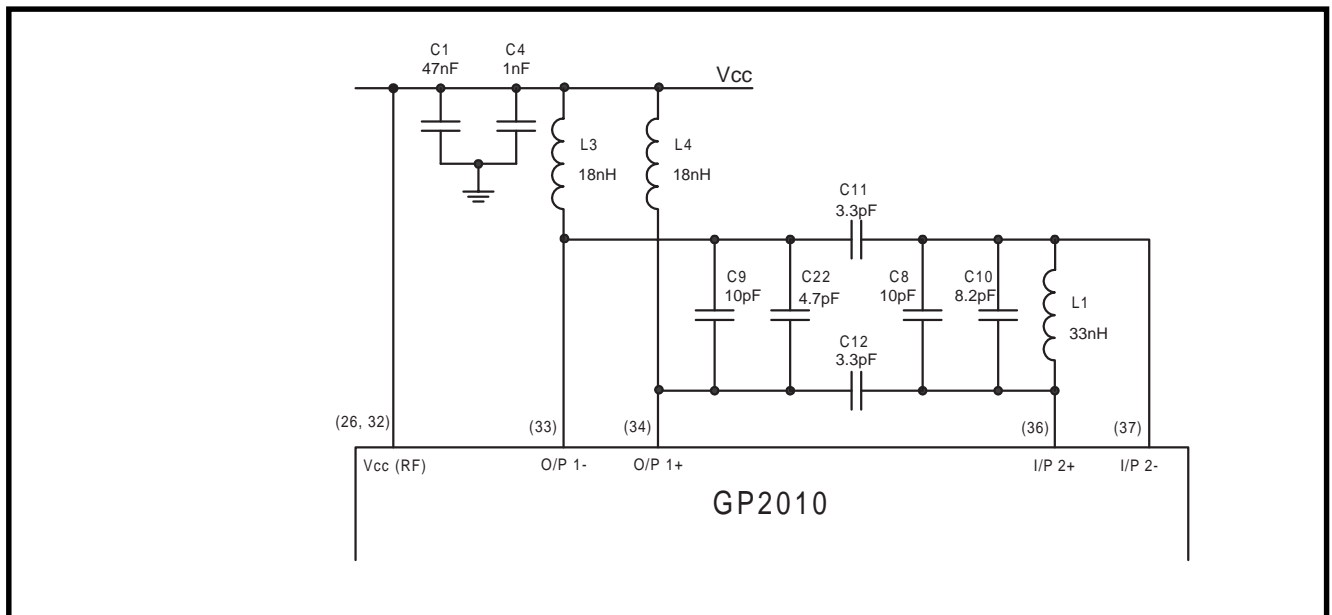 C1
47nF
C4
1nF
Vcc
L3
18nH
L4
18nH
C11
3.3pF
C9
10pF
C22
4.7pF
C8
10pF
C10
8.2pF
L1
33nH
C12
3.3pF
(26, 32)
(33)
(34)
(36)
(37)
Vcc (RF)
O/P 1-
O/P 1+
I/P 2+
I/P 2-
GP2010